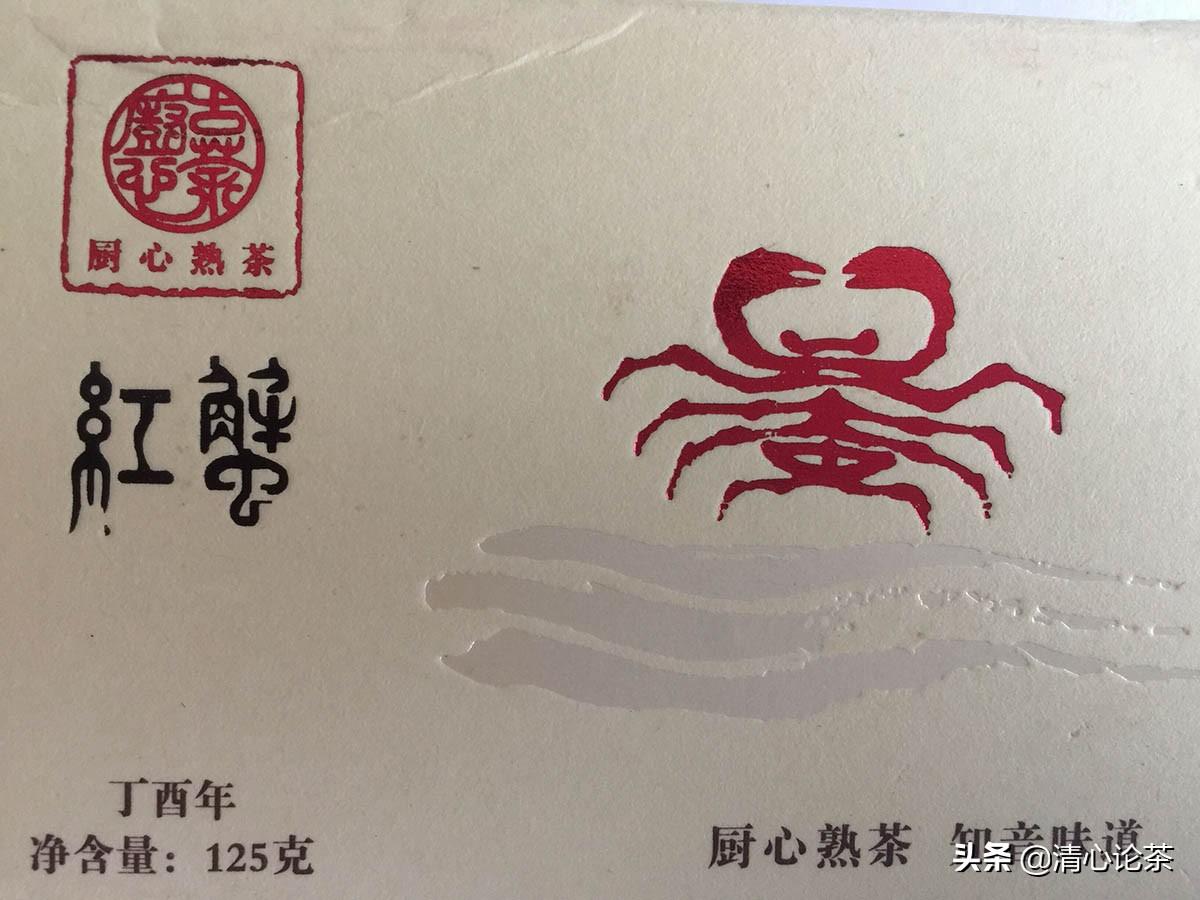 厨心熟茶
紅蟹
丁酉年
净含量：125克
厨心熟茶 知音味道
头条 @清心论茶